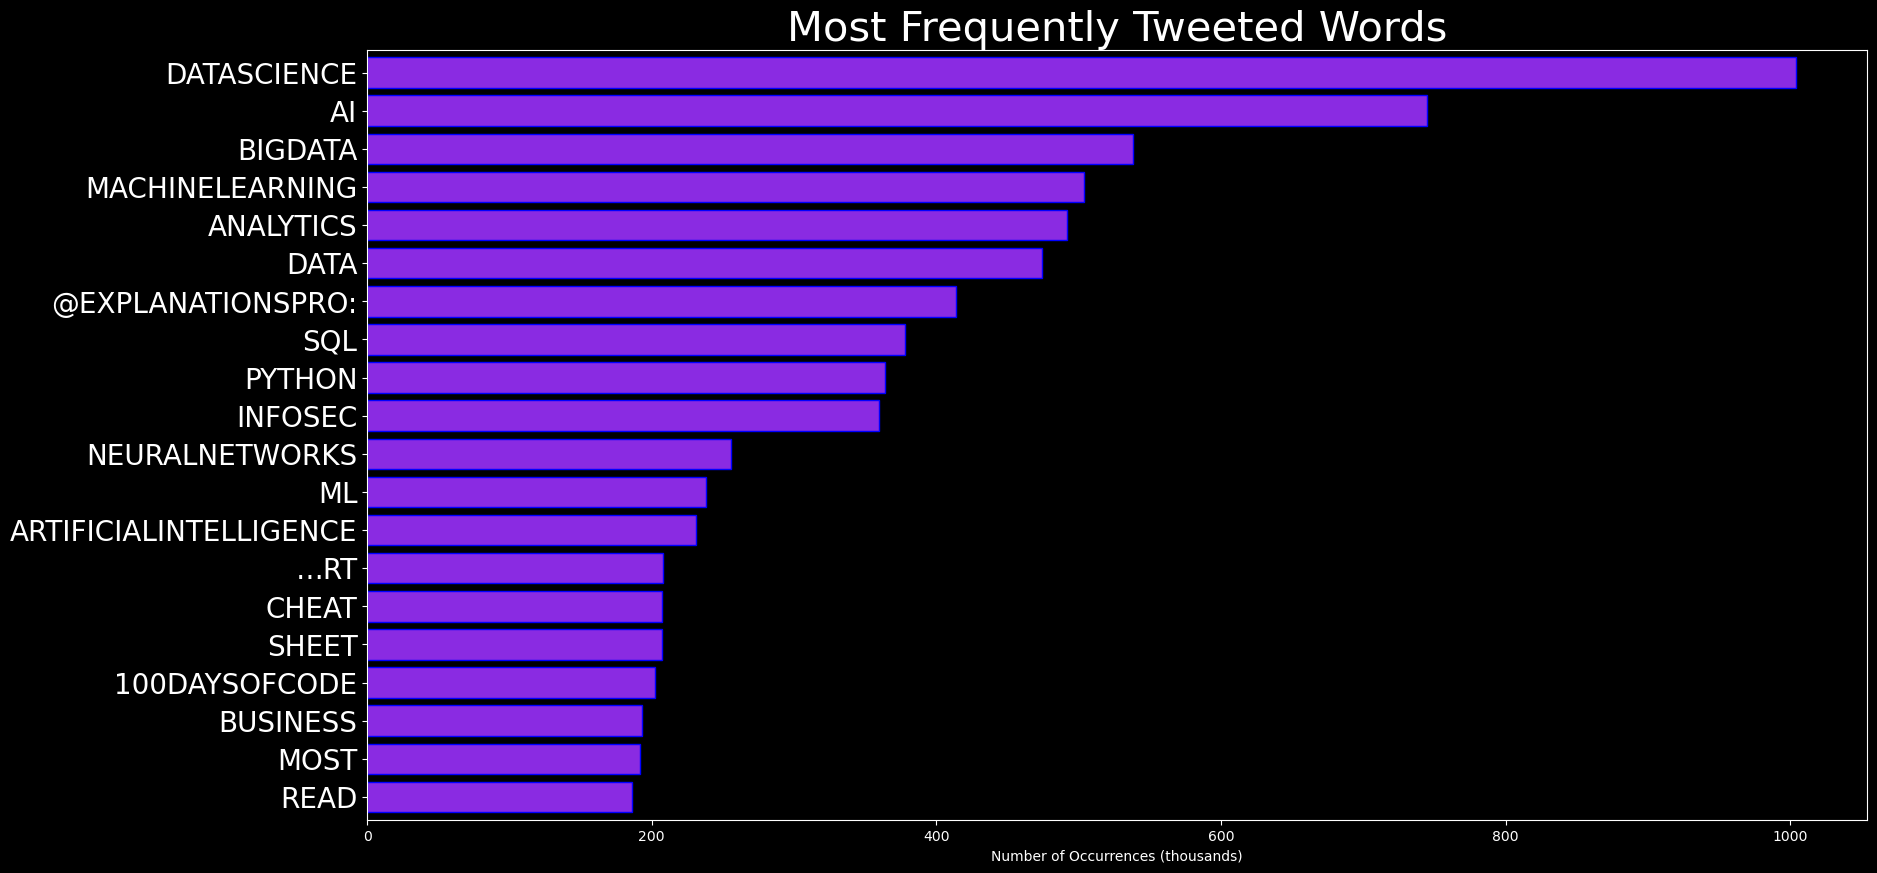 Most Frequently Tweeted Words
DATASCIENCE
AI
BIGDATA
MACHINELEARNING
ANALYTICS
DATA
@EXPLANATIONSPRO:
SQL
PYTHON
INFOSEC
NEURALNETWORKS
ML
ARTIFICIALINTELLIGENCE
...RT
CHEAT
SHEET
100DAYSOFCODE
BUSINESS
MOST
READ
0 200 400 600 800 1000
Number of Occurrences (thousands)